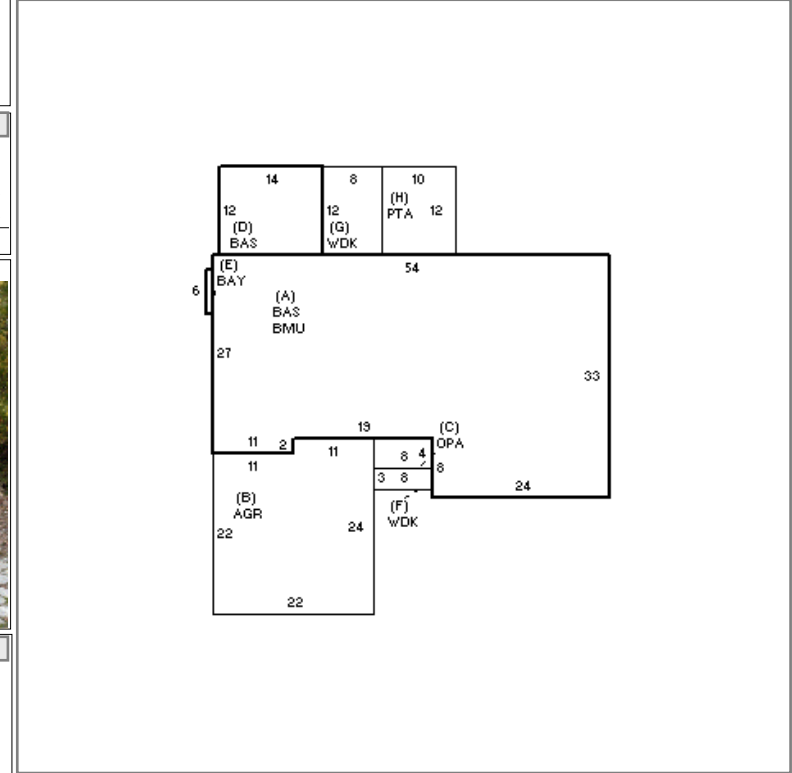 14 8 10
12 12 (H) PTA 12
(D) BAS
(G) WDK
(E) BAY
54
6
(A) BAS BMU
27
33
19
(C) OPA
11 2 11 8 4
11
8
3 8
24
(B) AGR
(F) WDK
22 24
22